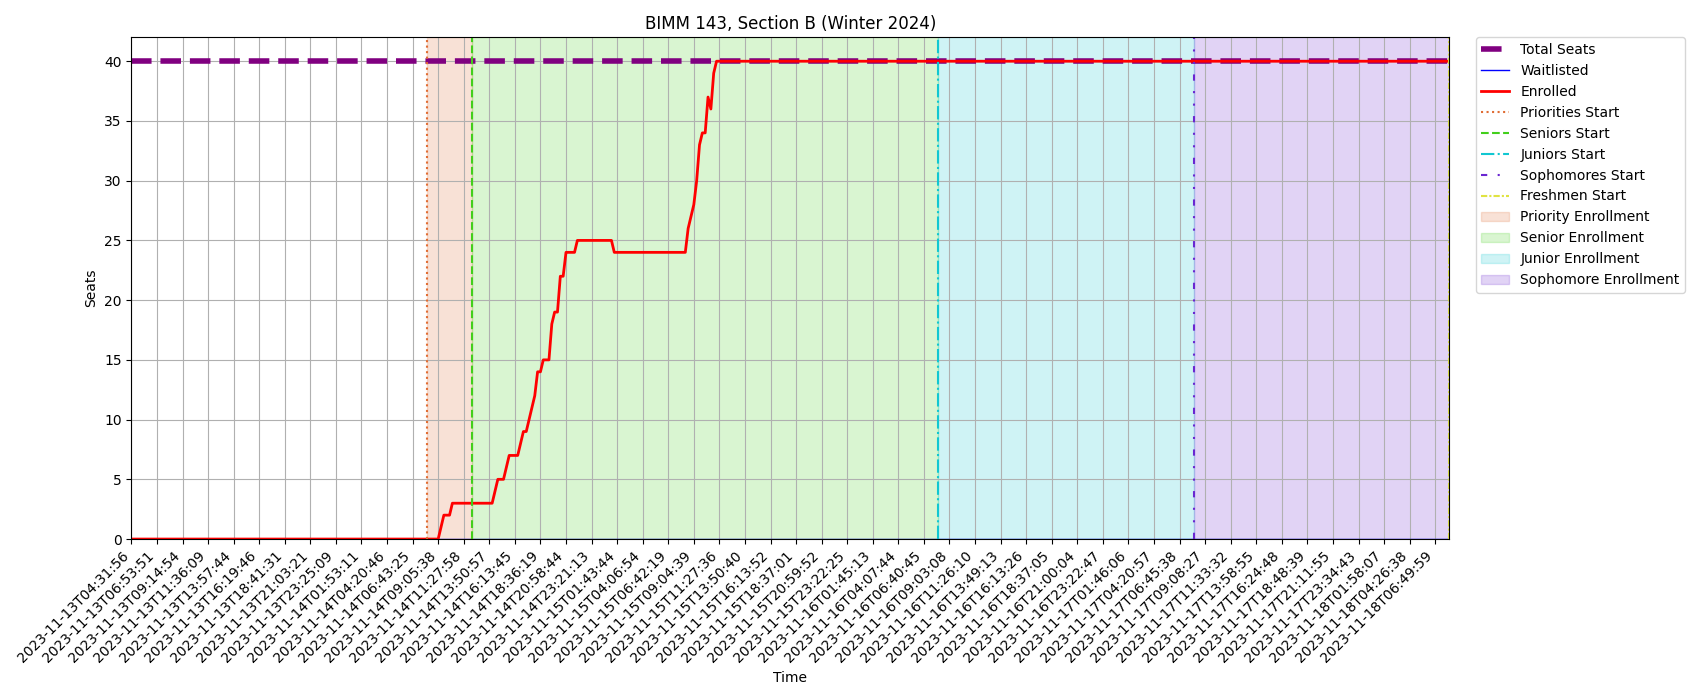 BIMM 143, Section B (Winter 2024)
40
35
30
25
20
15
10
5
0
Seats
2023-11-13T04:31:56
2023-11-13T06:53:51
2023-11-13T09:14:54
2023-11-13T11:36:09
2023-11-13T13:57:44
2023-11-13T16:19:46
2023-11-13T18:41:31
2023-11-13T21:03:21
2023-11-13T23:25:09
2023-11-14T01:53:11
2023-11-14T04:20:46
2023-11-14T06:43:25
2023-11-14T09:05:38
2023-11-14T11:27:58
2023-11-14T13:50:57
2023-11-14T16:13:45
2023-11-14T18:36:19
2023-11-14T20:58:44
2023-11-14T23:21:13
2023-11-15T01:43:44
2023-11-15T04:06:54
2023-11-15T06:42:19
2023-11-15T09:04:39
2023-11-15T11:27:36
2023-11-15T13:50:40
2023-11-15T16:13:52
2023-11-15T18:37:01
2023-11-15T20:59:52
2023-11-15T23:22:25
2023-11-16T01:45:13
2023-11-16T04:07:44
2023-11-16T06:40:45
2023-11-16T09:03:08
2023-11-16T11:26:10
2023-11-16T13:49:13
2023-11-16T16:13:26
2023-11-16T18:37:05
2023-11-16T21:00:04
2023-11-16T23:22:47
2023-11-17T01:46:06
2023-11-17T04:20:57
2023-11-17T06:45:38
2023-11-17T09:08:27
2023-11-17T11:33:32
2023-11-17T13:58:55
2023-11-17T16:24:48
2023-11-17T18:48:39
2023-11-17T21:11:55
2023-11-17T23:34:43
2023-11-18T01:58:07
2023-11-18T04:26:38
2023-11-18T06:49:59
Time
Total Seats
Waitlisted
Enrolled
Priorities Start
Seniors Start
Juniors Start
Sophomores Start
Freshmen Start
Priority Enrollment
Senior Enrollment
Junior Enrollment
Sophomore Enrollment